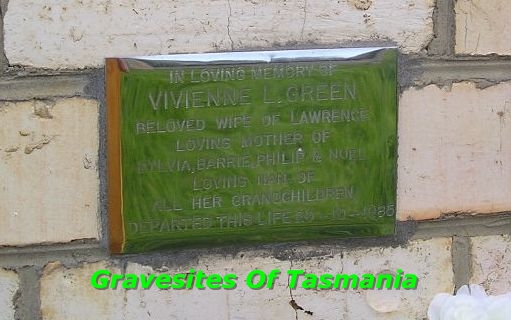 IN LOVING MEMORY OF
VIVIENNE L. GREEN
BELOVED WIFE OF LAWRENCE
LOVING MOTHER OF
SYLVIA, BARRIE, PHILIP & NOEL
LOVING NAN OF
ALL HER GRANDCHILDREN
DEPARTED THIS LIFE
Gravesites Of Tasmania